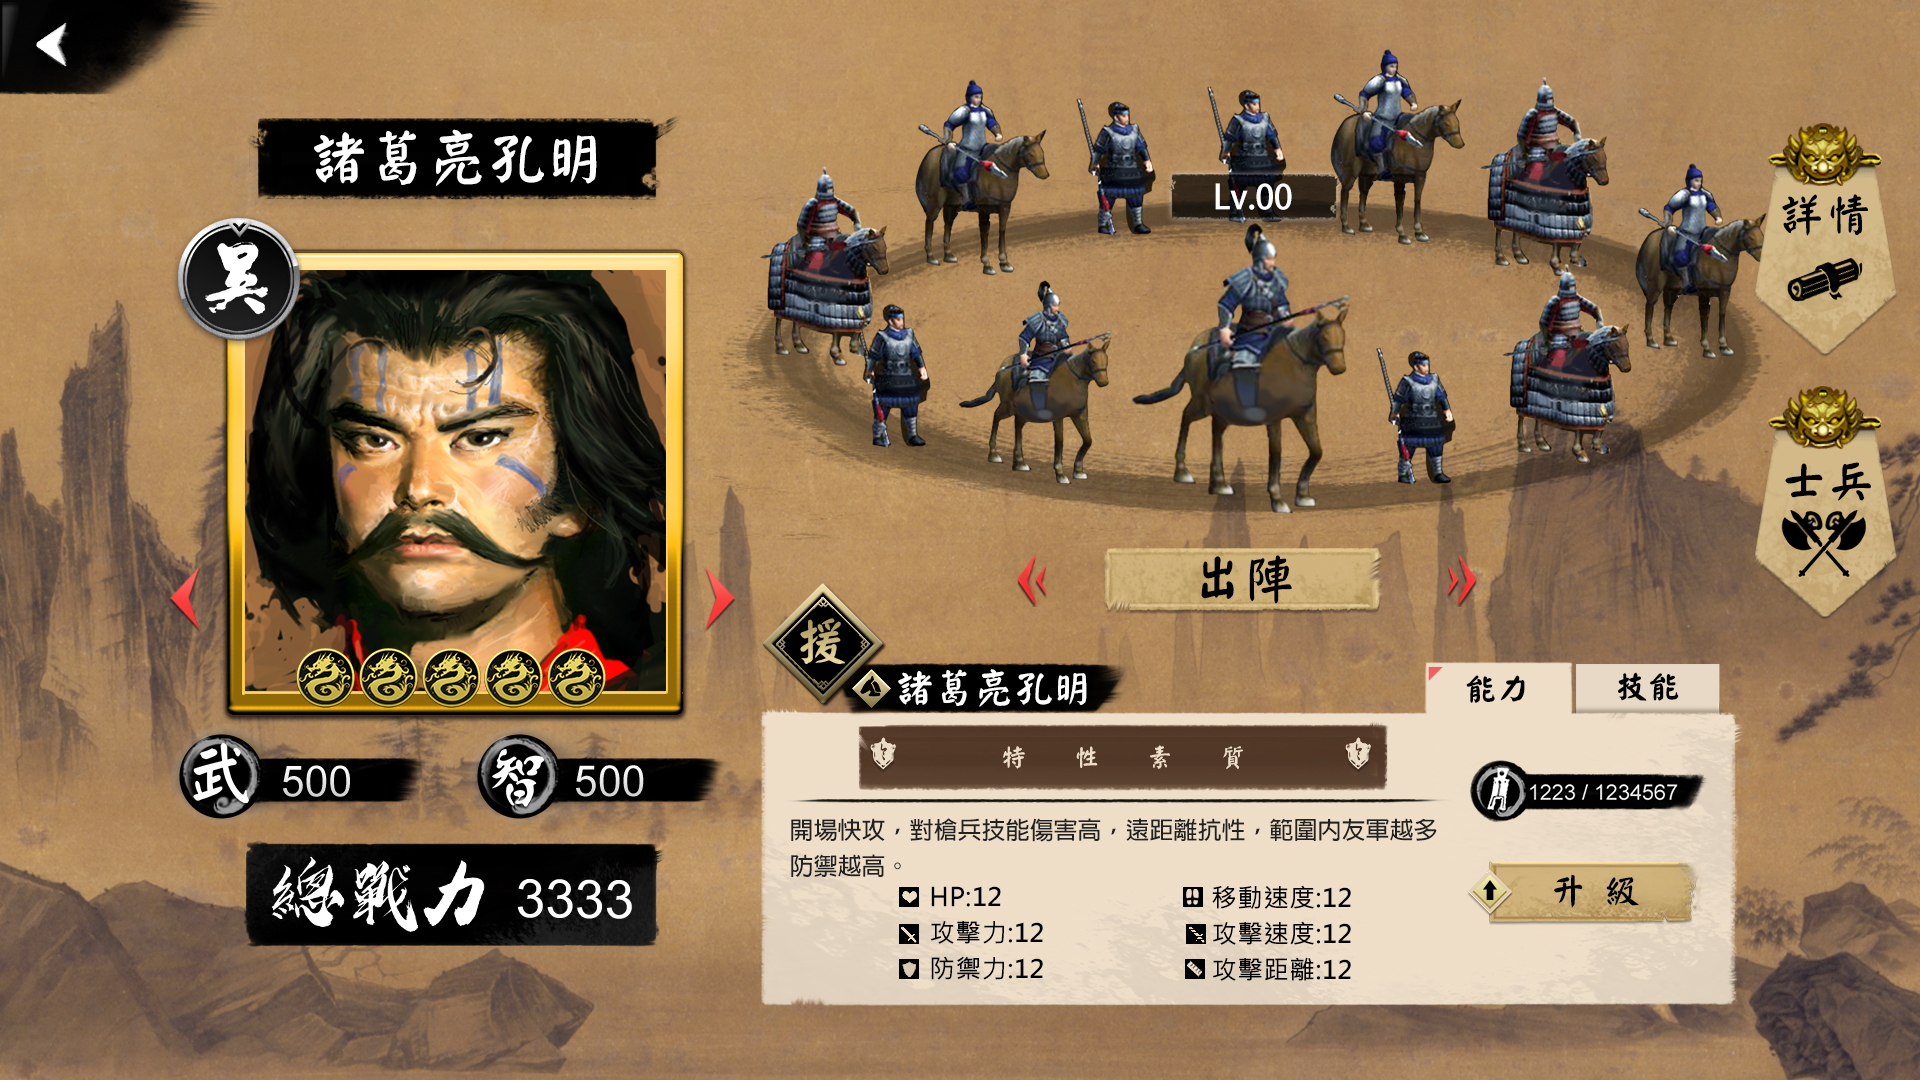 諸葛亮孔明
吳
武 500
智 500
總戰力 3333
Lv.00
詳情
士兵
出陣
援
諸葛亮孔明
能力
技能
特性素質
開場快攻，對槍兵技能傷害高，遠距離抗性，範圍內友軍越多
防禦越高。
HP:12
移動速度:12
攻擊力:12
攻擊速度:12
防禦力:12
攻擊距離:12
1223 / 1234567
升級